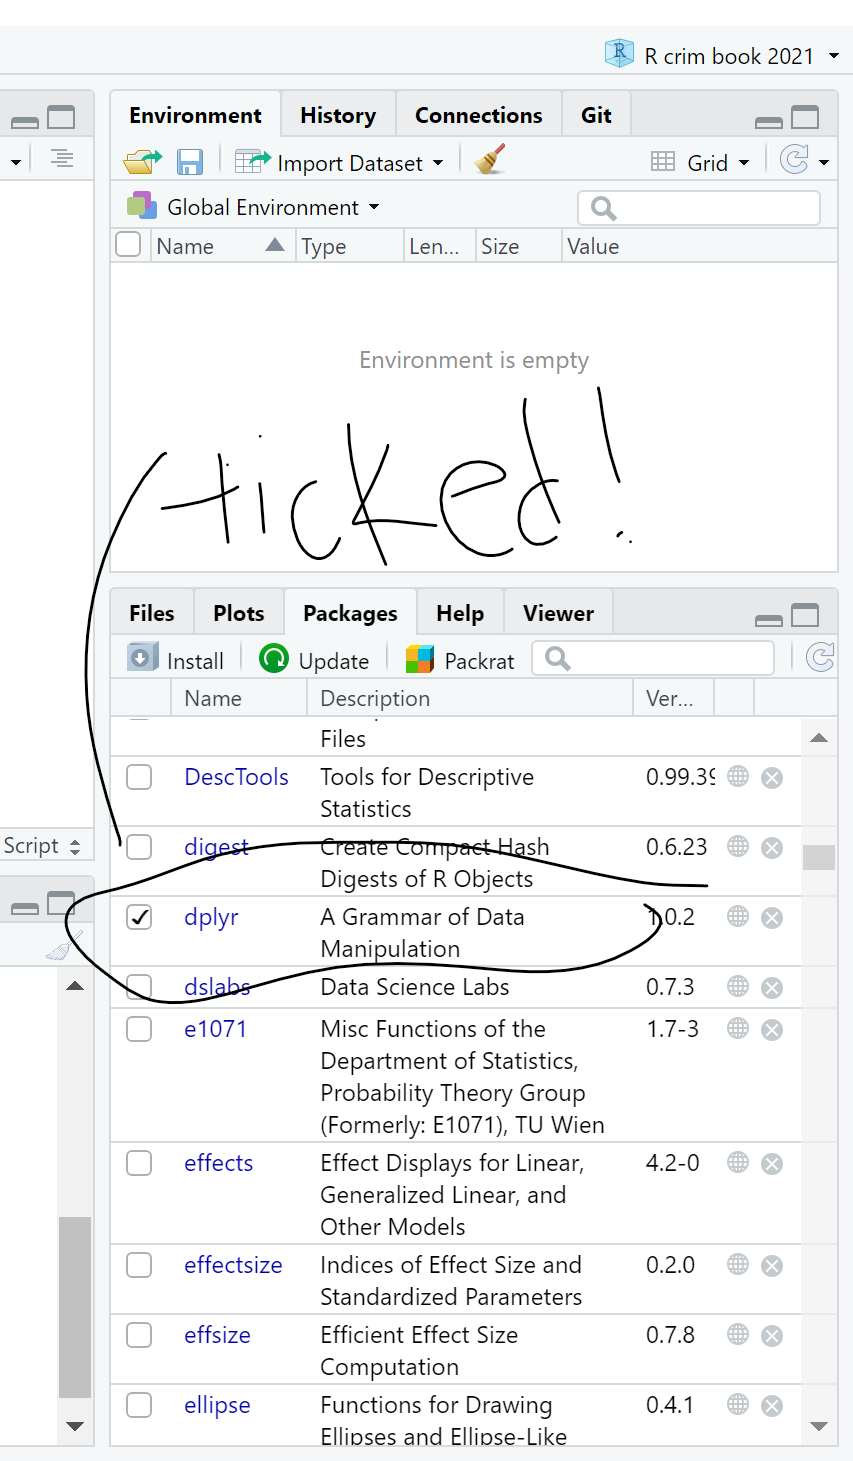 R crim book 2021
Environment History Connections Git
Import Dataset Grid
Global Environment
Name Type Len... Size Value
Environment is empty
ticked!
Files Plots Packages Help Viewer
Install Update Packrat
Name Description Ver...
Files
DescTools Tools for Descriptive 0.99.39
Statistics
Script
digest Create Compact Hash 0.6.23
Digests of R Objects
dplyr A Grammar of Data 1.0.2
Manipulation
dslabs Data Science Labs 0.7.3
e1071 Misc Functions of the 1.7-3
Department of Statistics,
Probability Theory Group
(Formerly: E1071), TU Wien
effects Effect Displays for Linear, 4.2-0
Generalized Linear, and
Other Models
effectsize Indices of Effect Size and 0.2.0
Standardized Parameters
effsize Efficient Effect Size 0.7.8
Computation
ellipse Functions for Drawing 0.4.1
Ellipses and Ellipse-Like